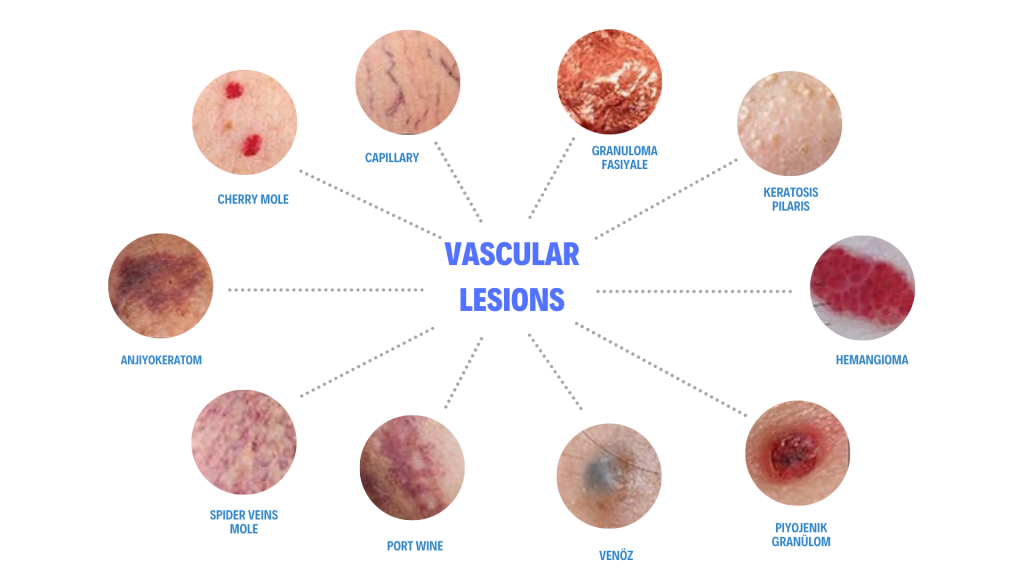 CAPILLARY
GRANULOMA
FASIYALE
CHERRY MOLE
KERATOSIS
PILARIS
VASCULAR
LESIONS
ANJIYOKERATOM
HEMANGIOMA
SPIDER VEINS
MOLE
PORT WINE
VENÖZ
PIYOJENIK
GRANÜLOM